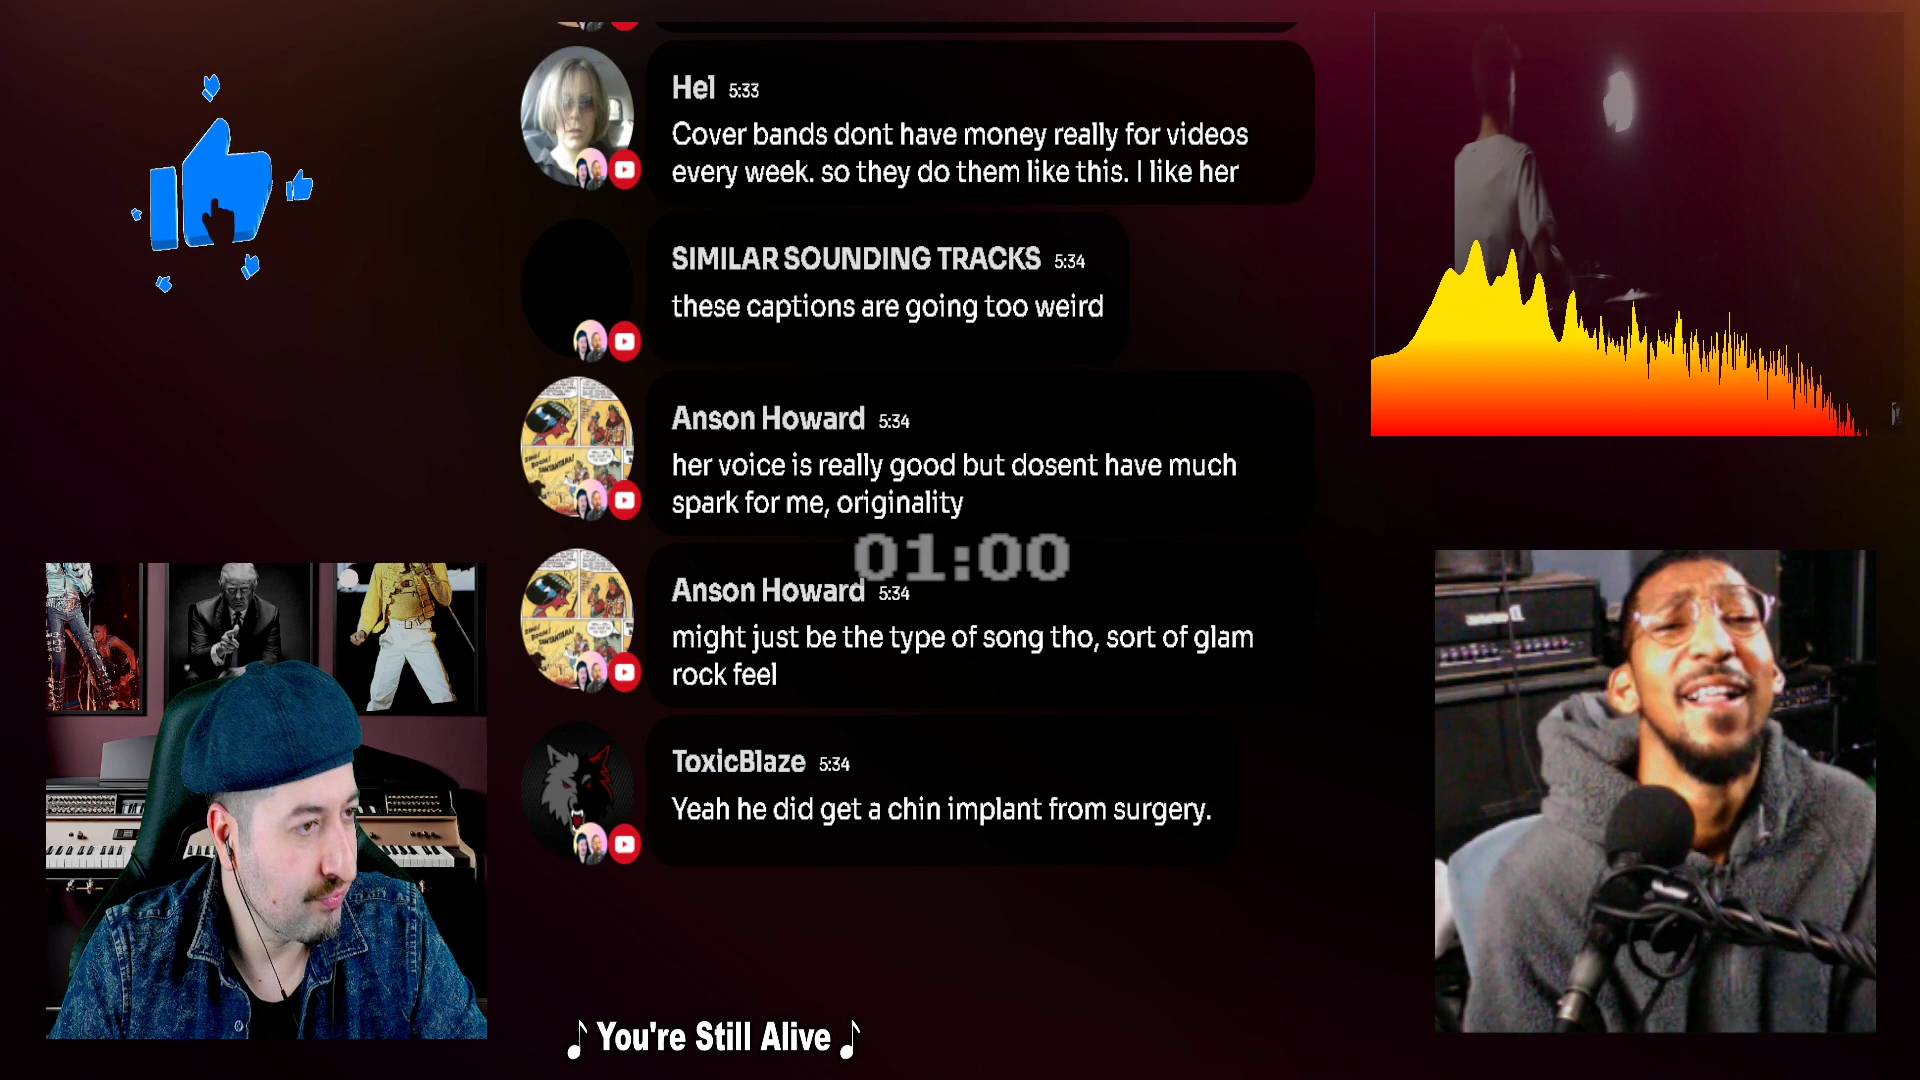 Hel 5:33
Cover bands dont have money really for videos
every week. so they do them like this. I like her
SIMILAR SOUNDING TRACKS 5:34
these captions are going too weird
Anson Howard 5:34
her voice is really good but dosent have much
spark for me, originality
01:00
Anson Howard 5:34
might just be the type of song tho, sort of glam
rock feel
ToxicBlaze 5:34
Yeah he did get a chin implant from surgery.
You're Still Alive